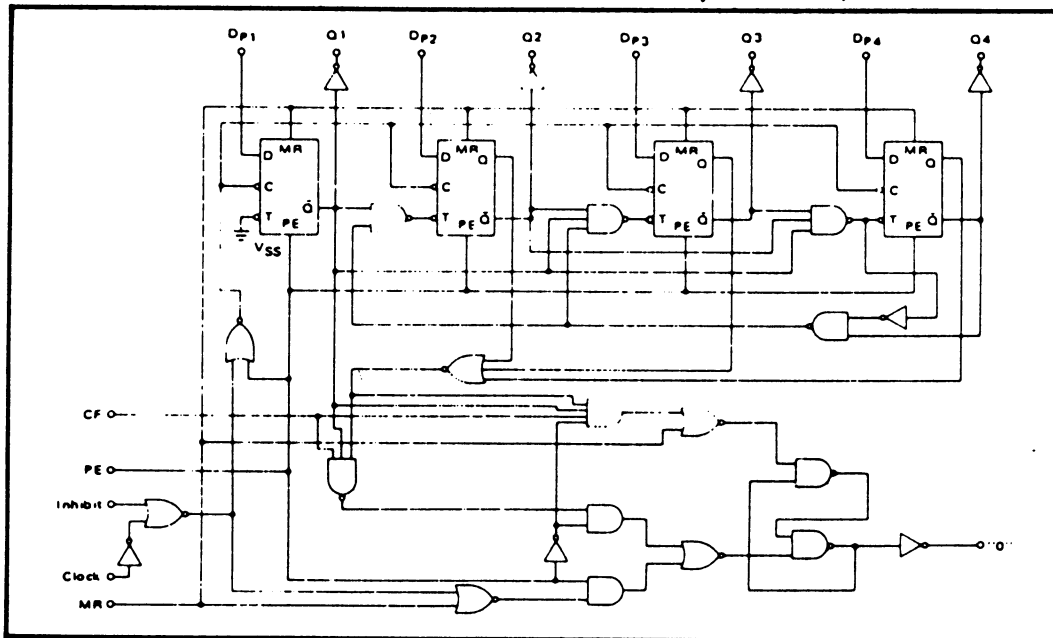 DP1 Q1 DP2 Q2 DP3 Q3 DP4 Q4
MR MR MR MR
D D Q D Q D Q
C C C C
T Q̄ T Q̄ T Q̄ T Q̄
PE PE PE PE
VSS
CF
PE
Inhibit
Clock
MR
"0"